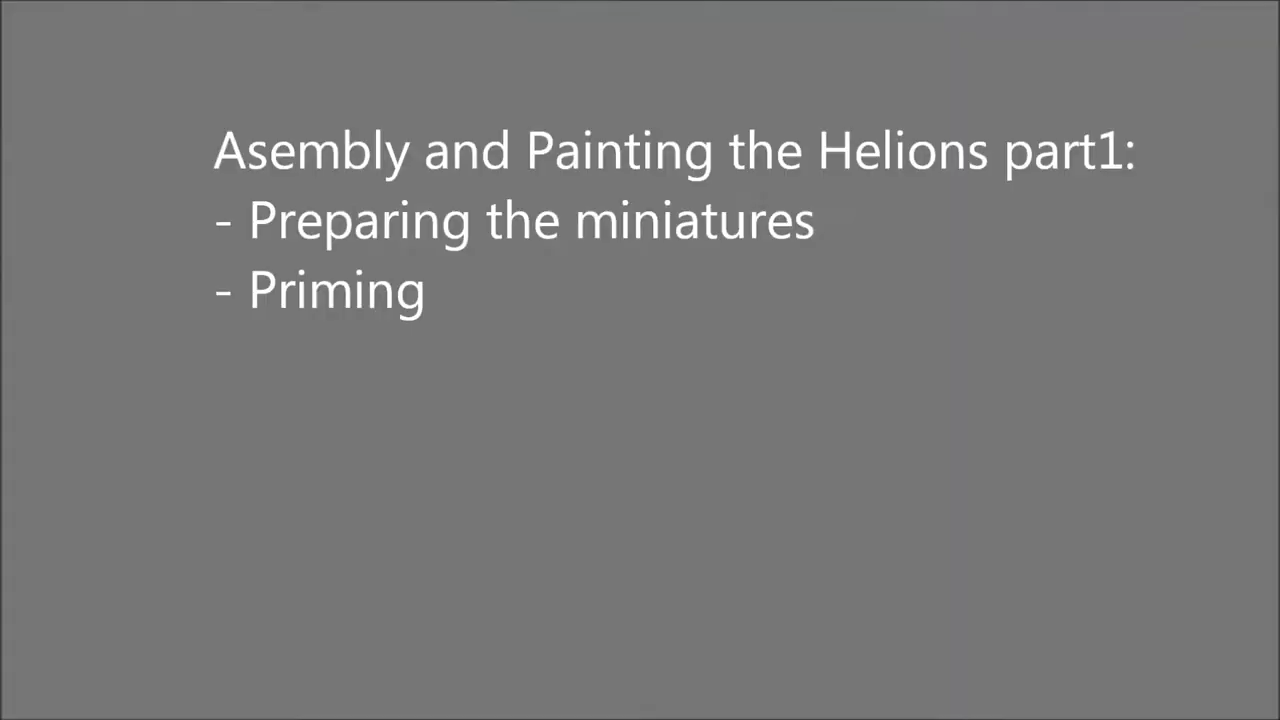 Asembly and Painting the Helions part1:
- Preparing the miniatures
- Priming